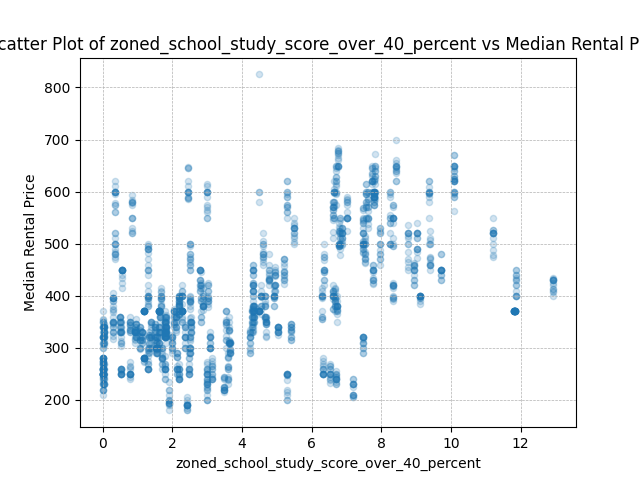 catter Plot of zoned_school_study_score_over_40_percent vs Median Rental P
800
700
600
500
400
300
200
Median Rental Price
0 2 4 6 8 10 12
zoned_school_study_score_over_40_percent